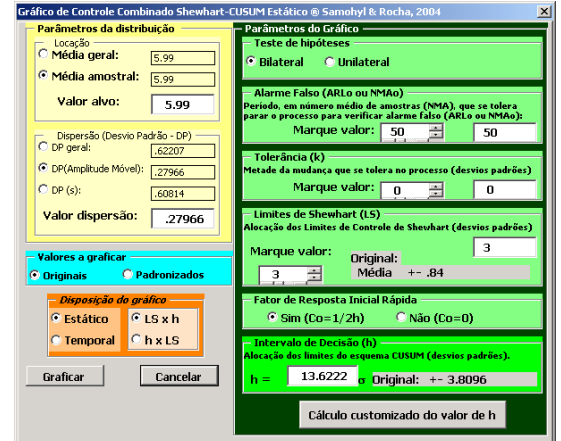 Gráfico de Controle Combinado Shewhart-CUSUM Estático ® Samohyl & Rocha, 2004
Parâmetros da distribuição
Locação
Média geral: 5.99
Média amostral: 5.99
Valor alvo: 5.99
Dispersão (Desvio Padrão - DP)
DP geral: .62207
DP(Amplitude Móvel): .27966
DP (s): .60814
Valor dispersão: .27966
Valores a graficar
Originais Padronizados
Disposição do gráfico
Estático LS x h
Temporal h x LS
Graficar Cancelar
Parâmetros do Gráfico
Teste de hipóteses
Bilateral Unilateral
Alarme Falso (ARLo ou NMAo)
Período, em número médio de amostras (NMA), que se tolera
parar o processo para verificar alarme falso (ARLo ou NMAo):
Marque valor: 50 50
Tolerância (k)
Metade da mudança que se tolera no processo (desvios padrões)
Marque valor: 0 0
Limites de Shewhart (LS)
Alocação dos Limites de Controle de Shewhart (desvios padrões)
3
Marque valor: Original:
3 Média +- .84
Fator de Resposta Inicial Rápida
Sim (Co=1/2h) Não (Co=0)
Intervalo de Decisão (h)
Alocação dos limites do esquema CUSUM (desvios padrões).
h = 13.6222 σ Original: +- 3.8096
Cálculo customizado do valor de h